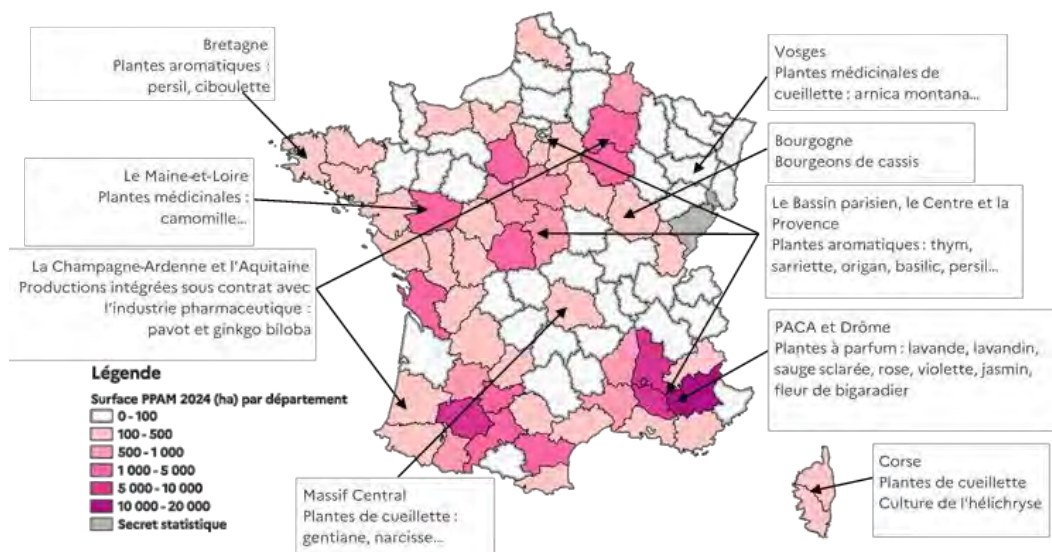 Bretagne
Plantes aromatiques :
persil, ciboulette
Le Maine-et-Loire
Plantes médicinales :
camomille...
La Champagne-Ardenne et l'Aquitaine
Productions intégrées sous contrat avec
l'industrie pharmaceutique :
pavot et ginkgo biloba
Légende
Surface PPAM 2024 (ha) par département
0 - 100
100 - 500
500 - 1 000
1 000 - 5 000
5 000 - 10 000
10 000 - 20 000
Secret statistique
Massif Central
Plantes de cueillette :
gentiane, narcisse...
Vosges
Plantes médicinales de
cueillette : arnica montana...
Bourgogne
Bourgeons de cassis
Le Bassin parisien, le Centre et la
Provence
Plantes aromatiques : thym,
sarriette, origan, basilic, persil...
PACA et Drôme
Plantes à parfum : lavande, lavandin,
sauge sclarée, rose, violette, jasmin,
fleur de bigaradier
Corse
Plantes de cueillette
Culture de l'hélichryse